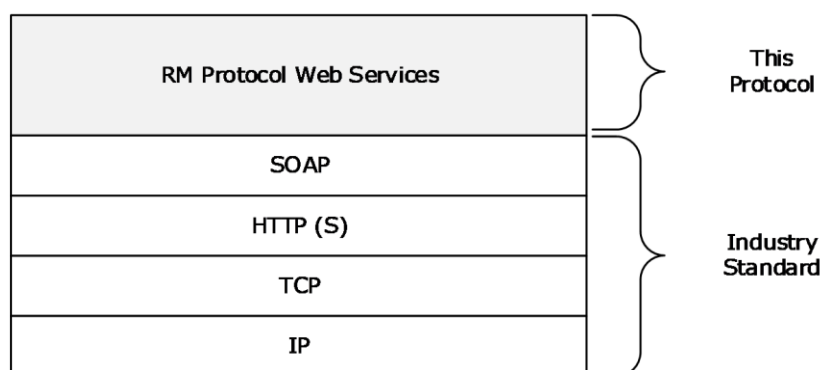 RM Protocol Web Services
This
Protocol
SOAP
HTTP (S)
TCP
IP
Industry
Standard